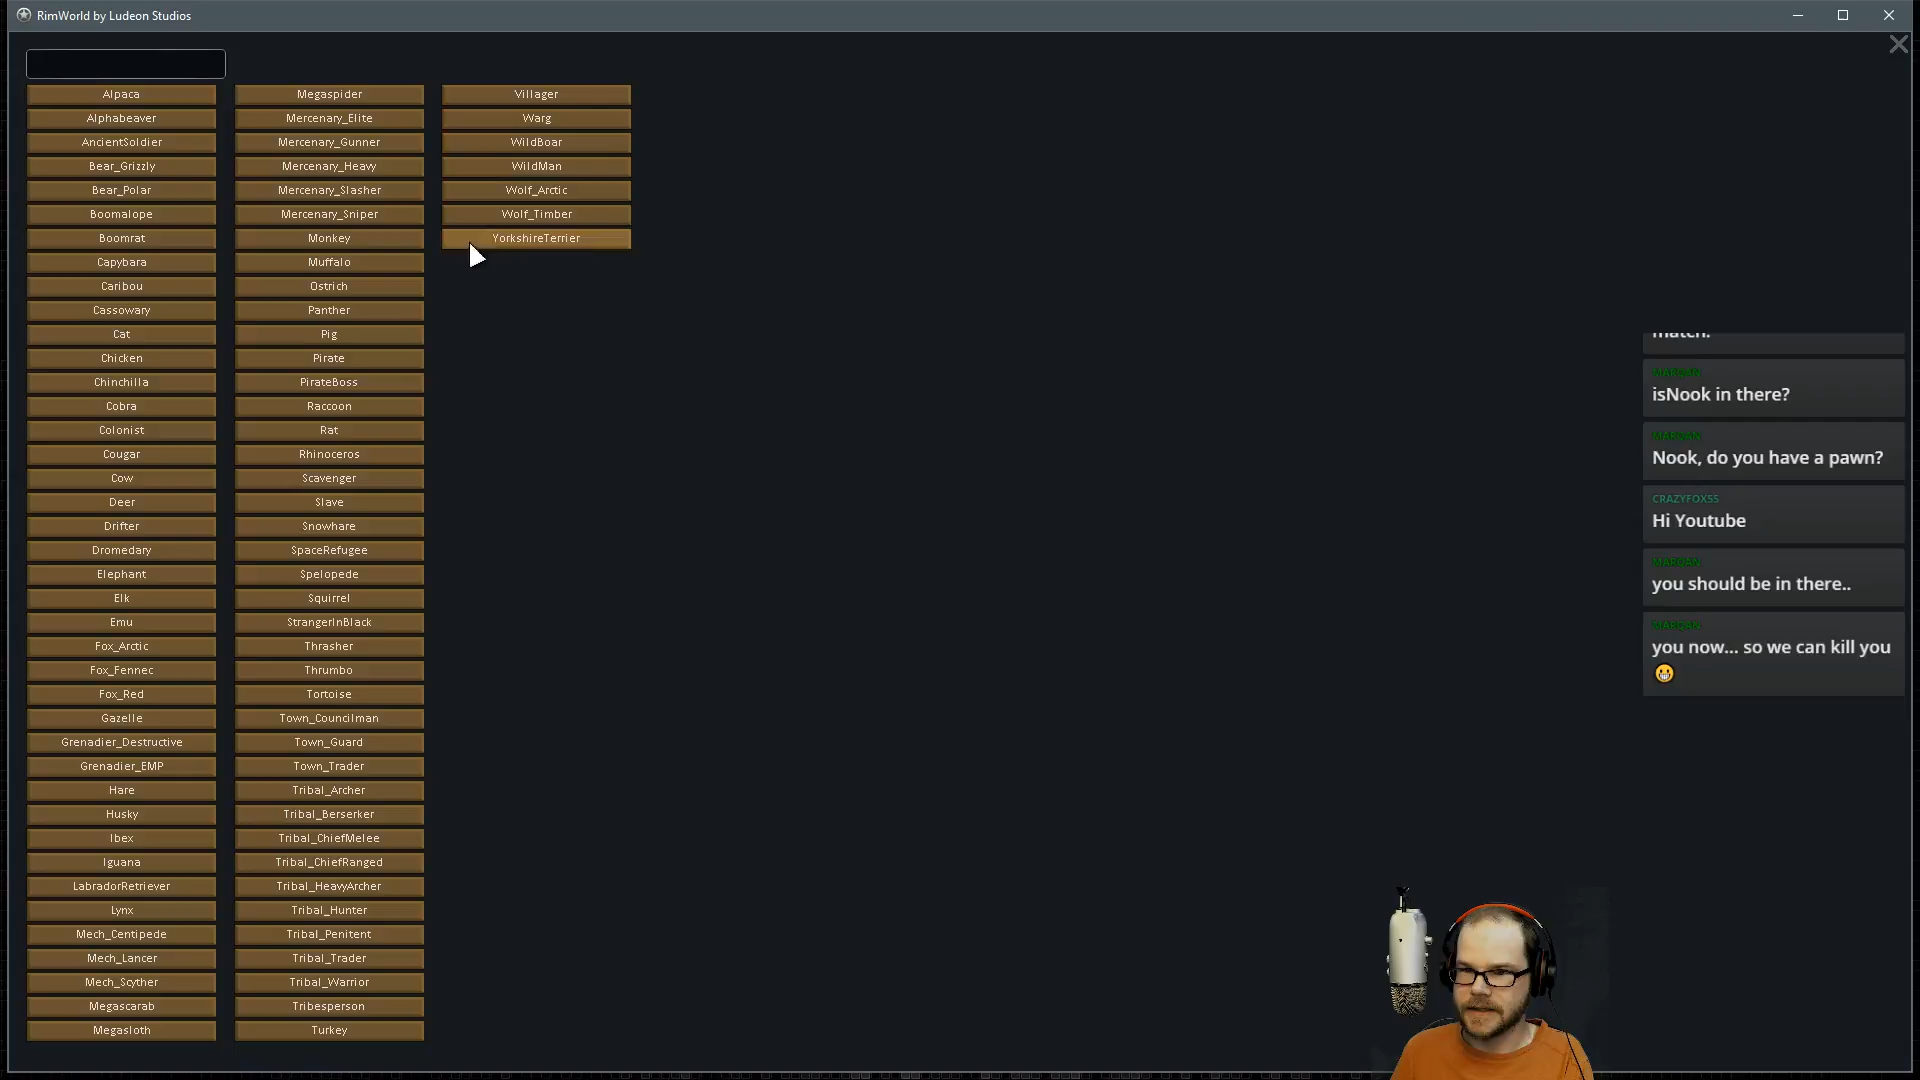 RimWorld by Ludeon Studios
Alpaca
Alphabeaver
AncientSoldier
Bear_Grizzly
Bear_Polar
Boomalope
Boomrat
Capybara
Caribou
Cassowary
Cat
Chicken
Chinchilla
Cobra
Colonist
Cougar
Cow
Deer
Drifter
Dromedary
Elephant
Elk
Emu
Fox_Arctic
Fox_Fennec
Fox_Red
Gazelle
Grenadier_Destructive
Grenadier_EMP
Hare
Husky
Ibex
Iguana
LabradorRetriever
Lynx
Mech_Centipede
Mech_Lancer
Mech_Scyther
Megascarab
Megasloth
Megaspider
Mercenary_Elite
Mercenary_Gunner
Mercenary_Heavy
Mercenary_Slasher
Mercenary_Sniper
Monkey
Muffalo
Ostrich
Panther
Pig
Pirate
PirateBoss
Raccoon
Rat
Rhinoceros
Scavenger
Slave
Snowhare
SpaceRefugee
Spelopede
Squirrel
StrangerInBlack
Thrasher
Thrumbo
Tortoise
Town_Councilman
Town_Guard
Town_Trader
Tribal_Archer
Tribal_Berserker
Tribal_ChiefMelee
Tribal_ChiefRanged
Tribal_HeavyArcher
Tribal_Hunter
Tribal_Penitent
Tribal_Trader
Tribal_Warrior
Tribesperson
Turkey
Villager
Warg
WildBoar
WildMan
Wolf_Arctic
Wolf_Timber
YorkshireTerrier
match.
MARQAN
isNook in there?
MARQAN
Nook, do you have a pawn?
CRAZYFOX55
Hi Youtube
MARQAN
you should be in there..
MARQAN
you now... so we can kill you